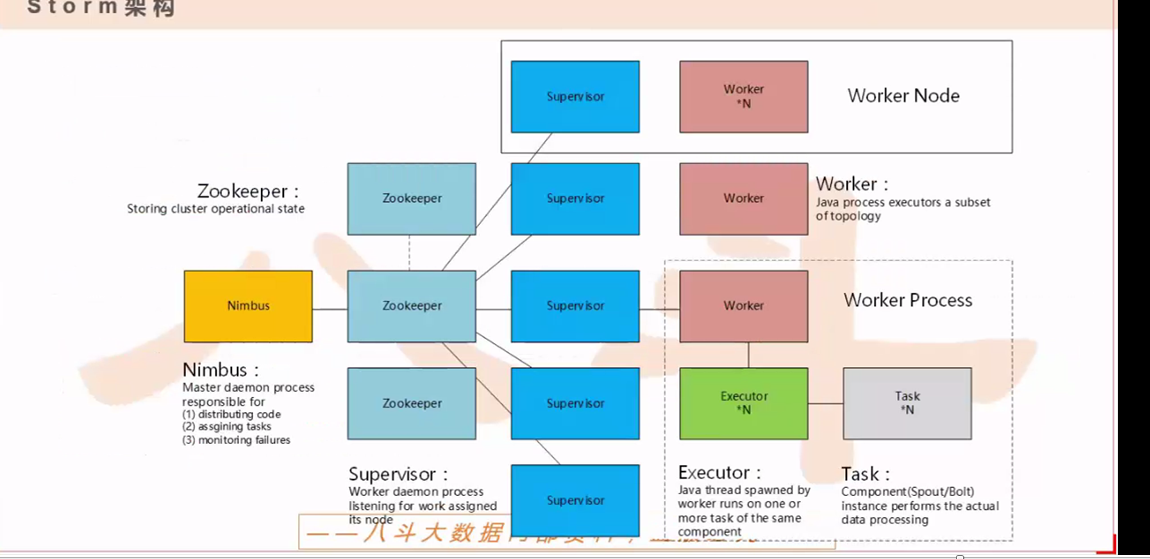 Storm架构
Supervisor
Worker
*N
Worker Node
Zookeeper：
Storing cluster operational state
Zookeeper
Supervisor
Worker
Worker：
Java process executors a subset
of topology
Nimbus
Zookeeper
Supervisor
Worker
Worker Process
Nimbus：
Master daemon process
responsible for
(1) distributing code
(2) assgining tasks
(3) monitoring failures
Zookeeper
Supervisor
Executor
*N
Task
*N
Supervisor：
Worker daemon process
listening for work assigned
its node
Supervisor
Executor：
Java thread spawned by
worker runs on one or
more task of the same
component
Task：
Component(Spout/Bolt)
instance performs the actual
data processing
——八斗大数据